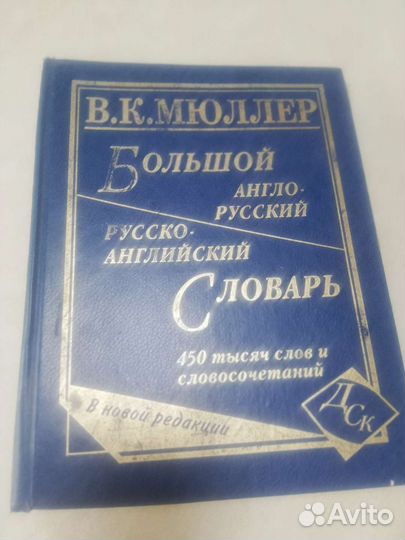 В.К.МЮЛЛЕР
БОЛЬШОЙ
АНГЛО-
РУССКИЙ
РУССКО-
АНГЛИЙСКИЙ
СЛОВАРЬ
450 тысяч слов и
словосочетаний
В новой редакции
ДСК
Avito